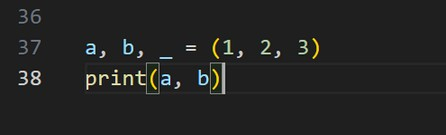 36
37 a, b, _ = (1, 2, 3)
38 print(a, b)